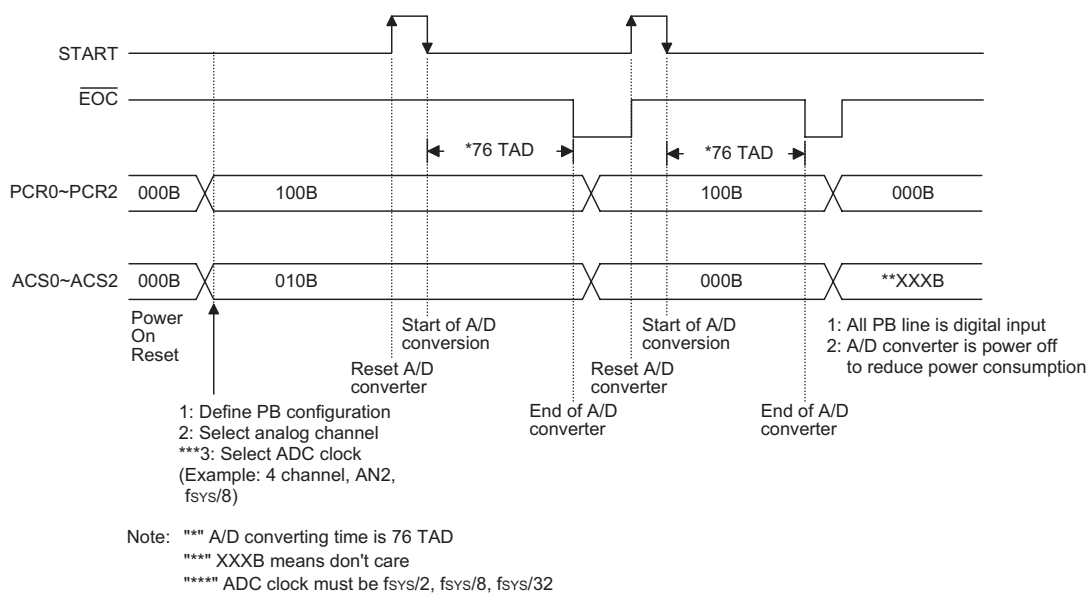 START
EOC
*76 TAD
*76 TAD
PCR0~PCR2
000B
100B
100B
000B
ACS0~ACS2
000B
010B
000B
**XXXB
Power
On
Reset
Start of A/D
conversion
Start of A/D
conversion
1: All PB line is digital input
2: A/D converter is power off
to reduce power consumption
Reset A/D
converter
Reset A/D
converter
1: Define PB configuration
2: Select analog channel
***3: Select ADC clock
(Example: 4 channel, AN2,
fSYS/8)
End of A/D
converter
End of A/D
converter
Note: "*" A/D converting time is 76 TAD
"**" XXXB means don't care
"***" ADC clock must be fSYS/2, fSYS/8, fSYS/32